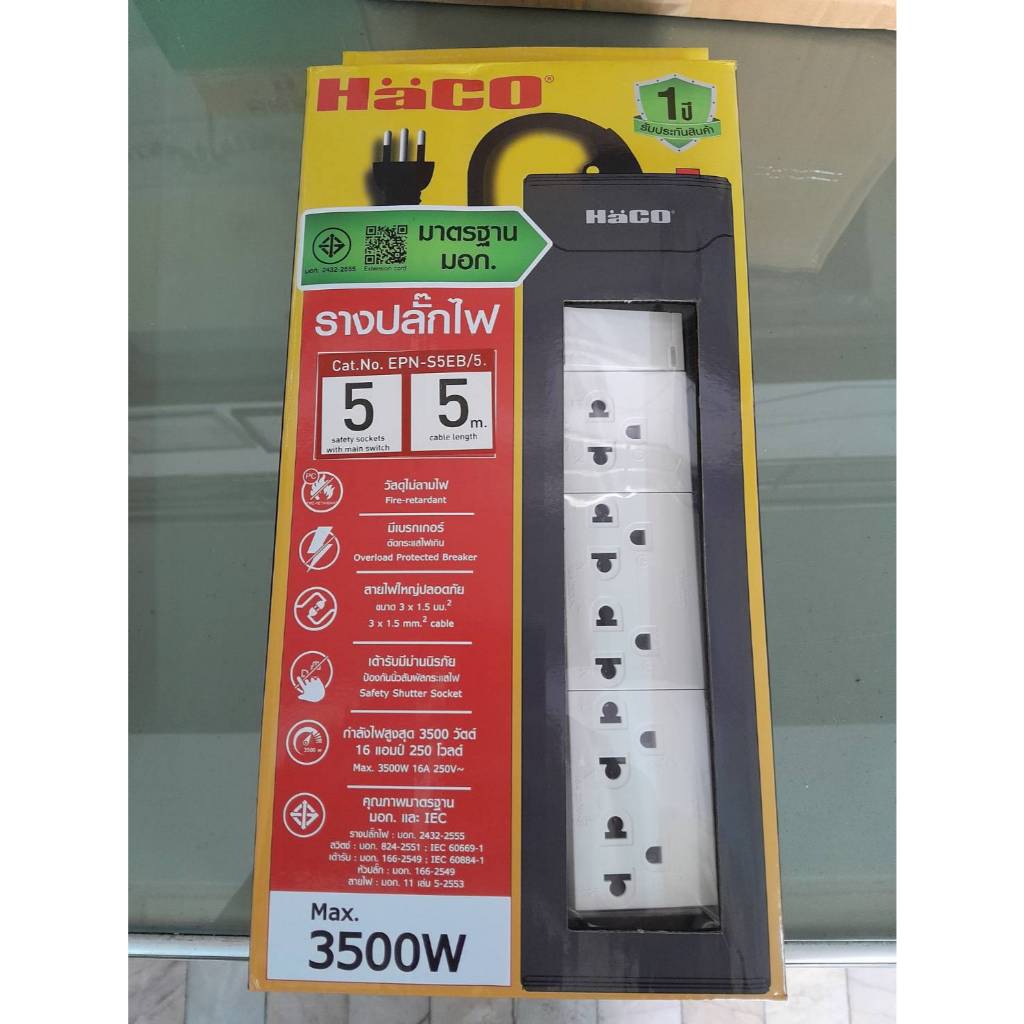 HäCO®
1 ปี
รับประกันสินค้า
HäCO
มาตรฐาน
มอก.
มอก. 2432-2555
Extension cord
รางปลั๊กไฟ
Cat.No. EPN-S5EB/5.
5
safety sockets
with main switch
5 m.
cable length
PC
วัสดุไม่ลามไฟ
Fire-retardant
มีเบรกเกอร์
ตัดกระแสไฟเกิน
Overload Protected Breaker
สายไฟใหญ่ปลอดภัย
ขนาด 3 x 1.5 มม.²
3 x 1.5 mm.² cable
เต้ารับมีม่านนิรภัย
ป้องกันนิ้วสัมผัสกระแสไฟ
Safety Shutter Socket
3500 W
กำลังไฟสูงสุด 3500 วัตต์
16 แอมป์ 250 โวลต์
Max. 3500W 16A 250V~
คุณภาพมาตรฐาน
มอก. และ IEC
รางปลั๊กไฟ : มอก. 2432-2555
สวิตช์ : มอก. 824-2551 ; IEC 60669-1
เต้ารับ : มอก. 166-2549 ; IEC 60884-1
หัวปลั๊ก : มอก. 166-2549
สายไฟ : มอก. 11 เล่ม 5-2553
Max.
3500W